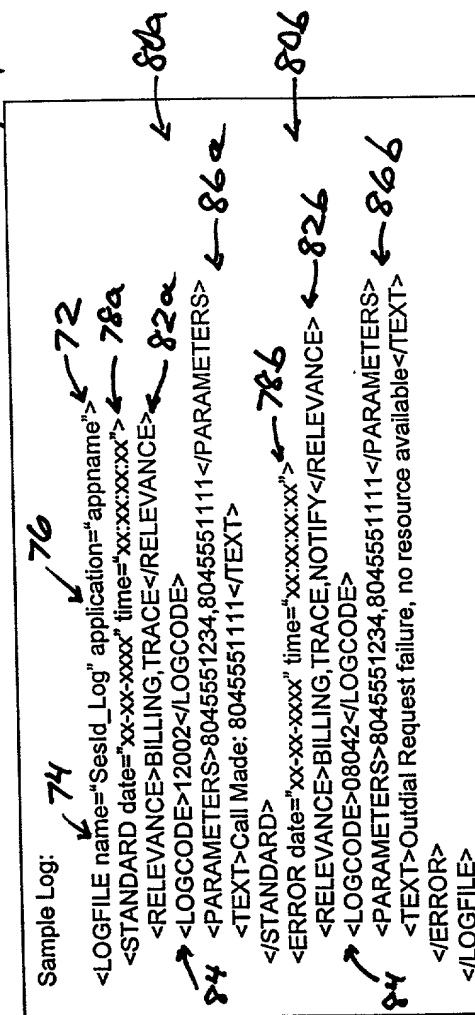 Sample Log:
74
76
<LOGFILE name="SesId_Log" application="appname">
72
<STANDARD date="xx-xx-xxxx" time="xx:xx:xx:xx">
78a
<RELEVANCE>BILLING,TRACE</RELEVANCE>
82a
80a
84
<LOGCODE>12002</LOGCODE>
<PARAMETERS>8045551234,8045551111</PARAMETERS>
86a
<TEXT>Call Made: 8045551111</TEXT>
</STANDARD>
<ERROR date="xx-xx-xxxx" time="xx:xx:xx:xx">
78b
80b
<RELEVANCE>BILLING,TRACE,NOTIFY</RELEVANCE>
82b
84
<LOGCODE>08042</LOGCODE>
<PARAMETERS>8045551234,8045551111</PARAMETERS>
86b
<TEXT>Outdial Request failure, no resource available</TEXT>
</ERROR>
</LOGFILE>